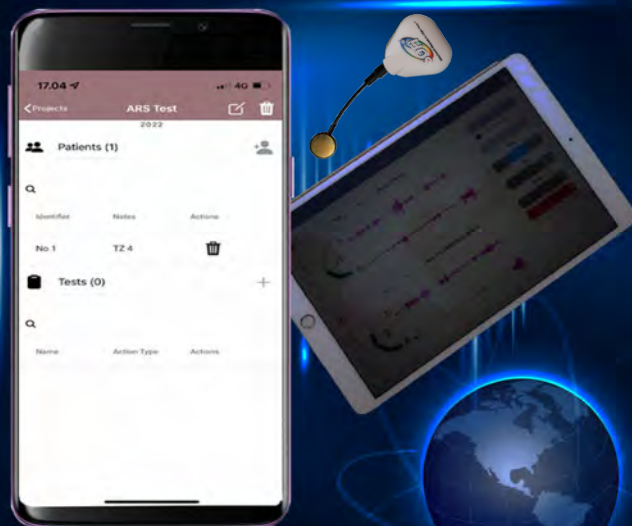 17.04 4G
Projects ARS Test
2022
Patients (1)
Identifier Notes Actions
No 1 TZ 4
Tests (0)
Name Action Type Actions